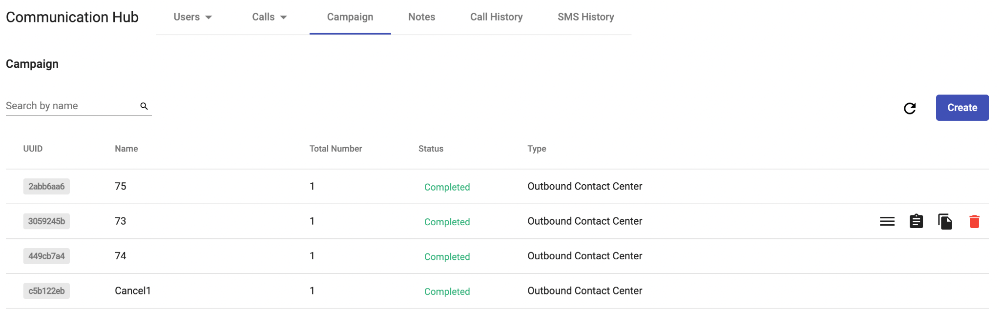 Communication Hub Users Calls Campaign Notes Call History SMS History
Campaign
Search by name Create
UUID Name Total Number Status Type
2abb6aa6 75 1 Completed Outbound Contact Center
3059245b 73 1 Completed Outbound Contact Center
449cb7a4 74 1 Completed Outbound Contact Center
c5b122eb Cancel1 1 Completed Outbound Contact Center